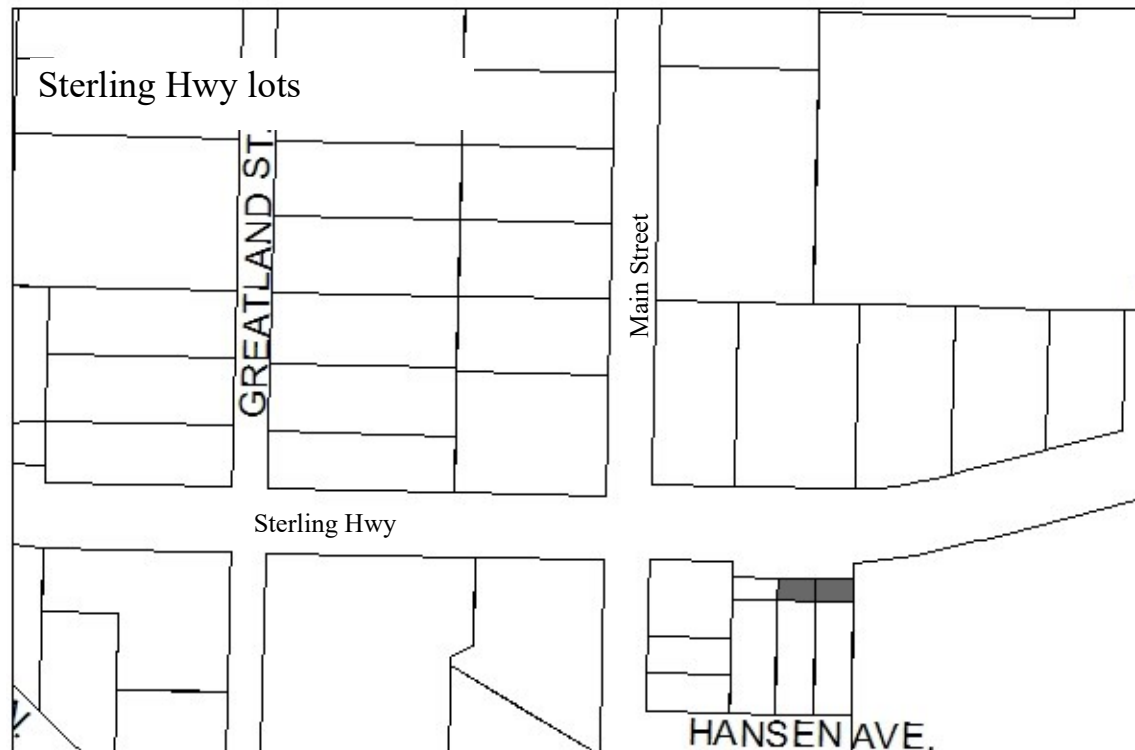 Sterling Hwy lots
GREATLAND ST.
Main Street
Sterling Hwy
HANSEN AVE.